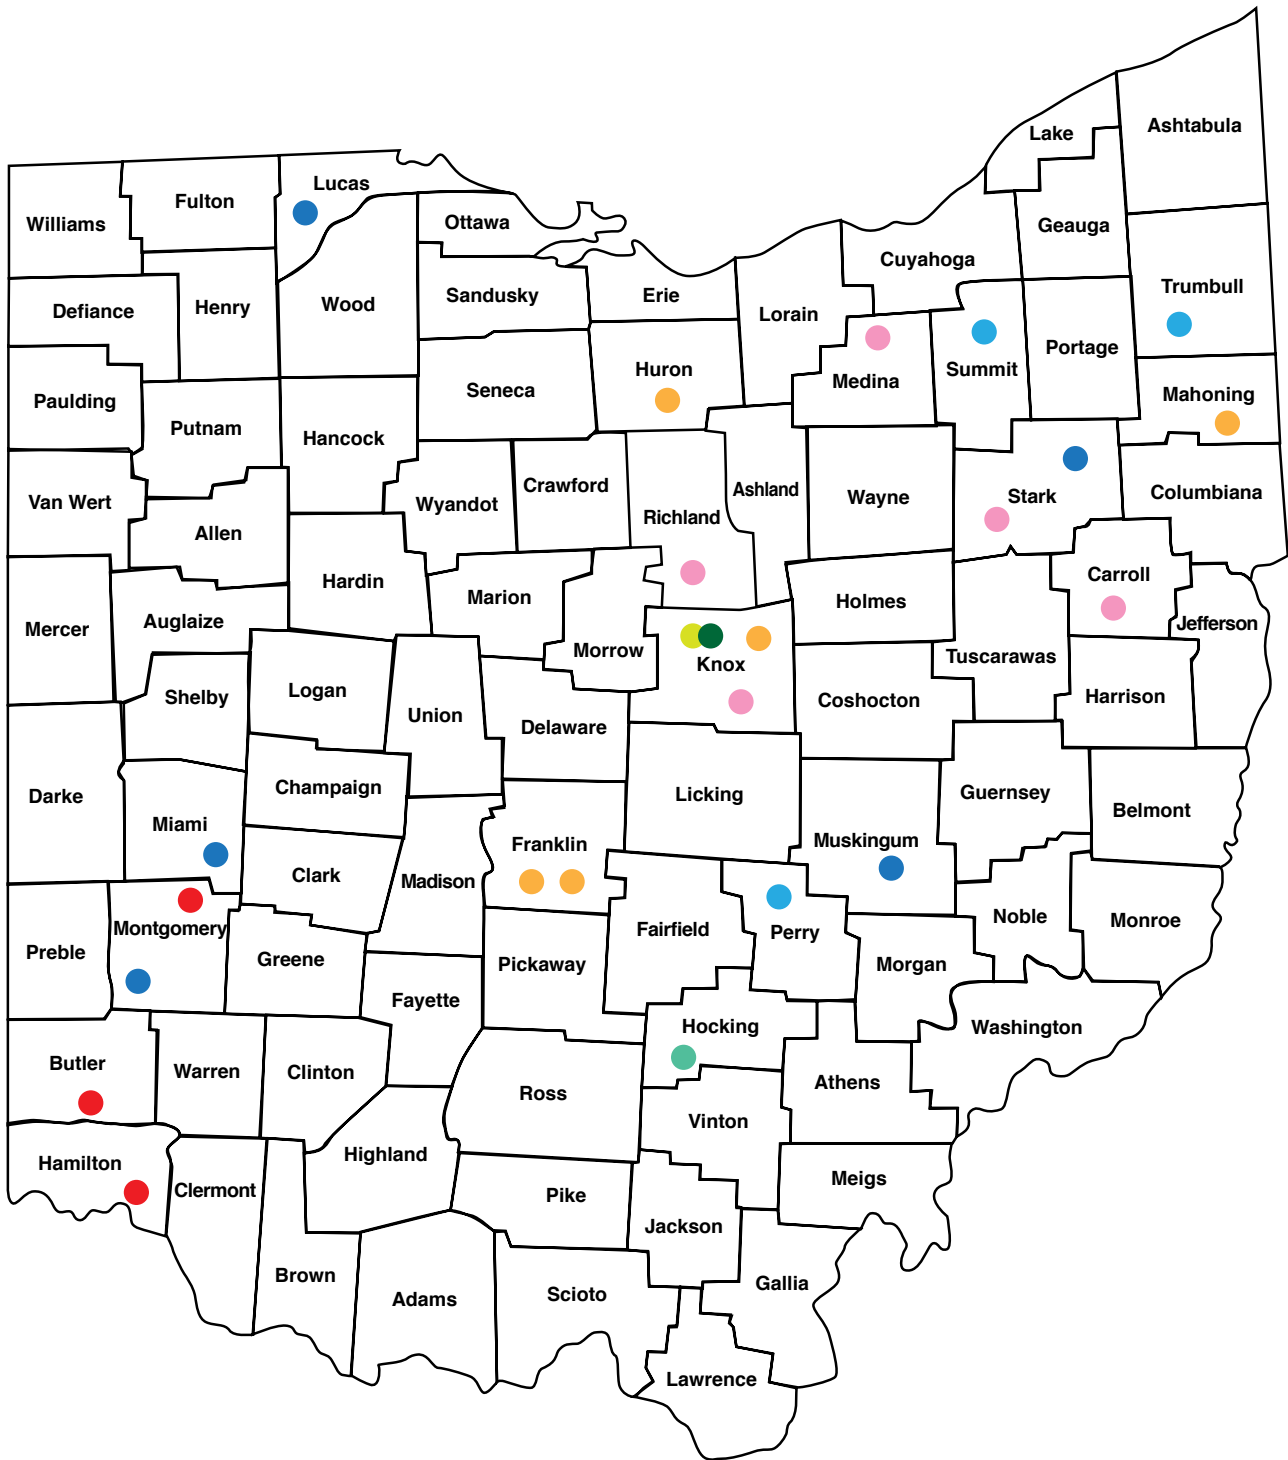 Lake
Ashtabula
Lucas
Fulton
Williams
Ottawa
Geauga
Cuyahoga
Trumbull
Sandusky
Erie
Wood
Henry
Defiance
Lorain
Portage
Huron
Summit
Medina
Seneca
Mahoning
Paulding
Putnam
Hancock
Crawford
Ashland
Columbiana
Stark
Wayne
Van Wert
Wyandot
Richland
Allen
Carroll
Hardin
Marion
Holmes
Auglaize
Jefferson
Mercer
Morrow
Tuscarawas
Knox
Logan
Shelby
Harrison
Coshocton
Union
Delaware
Champaign
Licking
Guernsey
Darke
Belmont
Miami
Muskingum
Franklin
Clark
Madison
Noble
Monroe
Montgomery
Fairfield
Perry
Preble
Greene
Pickaway
Morgan
Fayette
Hocking
Washington
Butler
Warren
Clinton
Athens
Ross
Vinton
Highland
Hamilton
Meigs
Clermont
Pike
Jackson
Brown
Gallia
Scioto
Adams
Lawrence